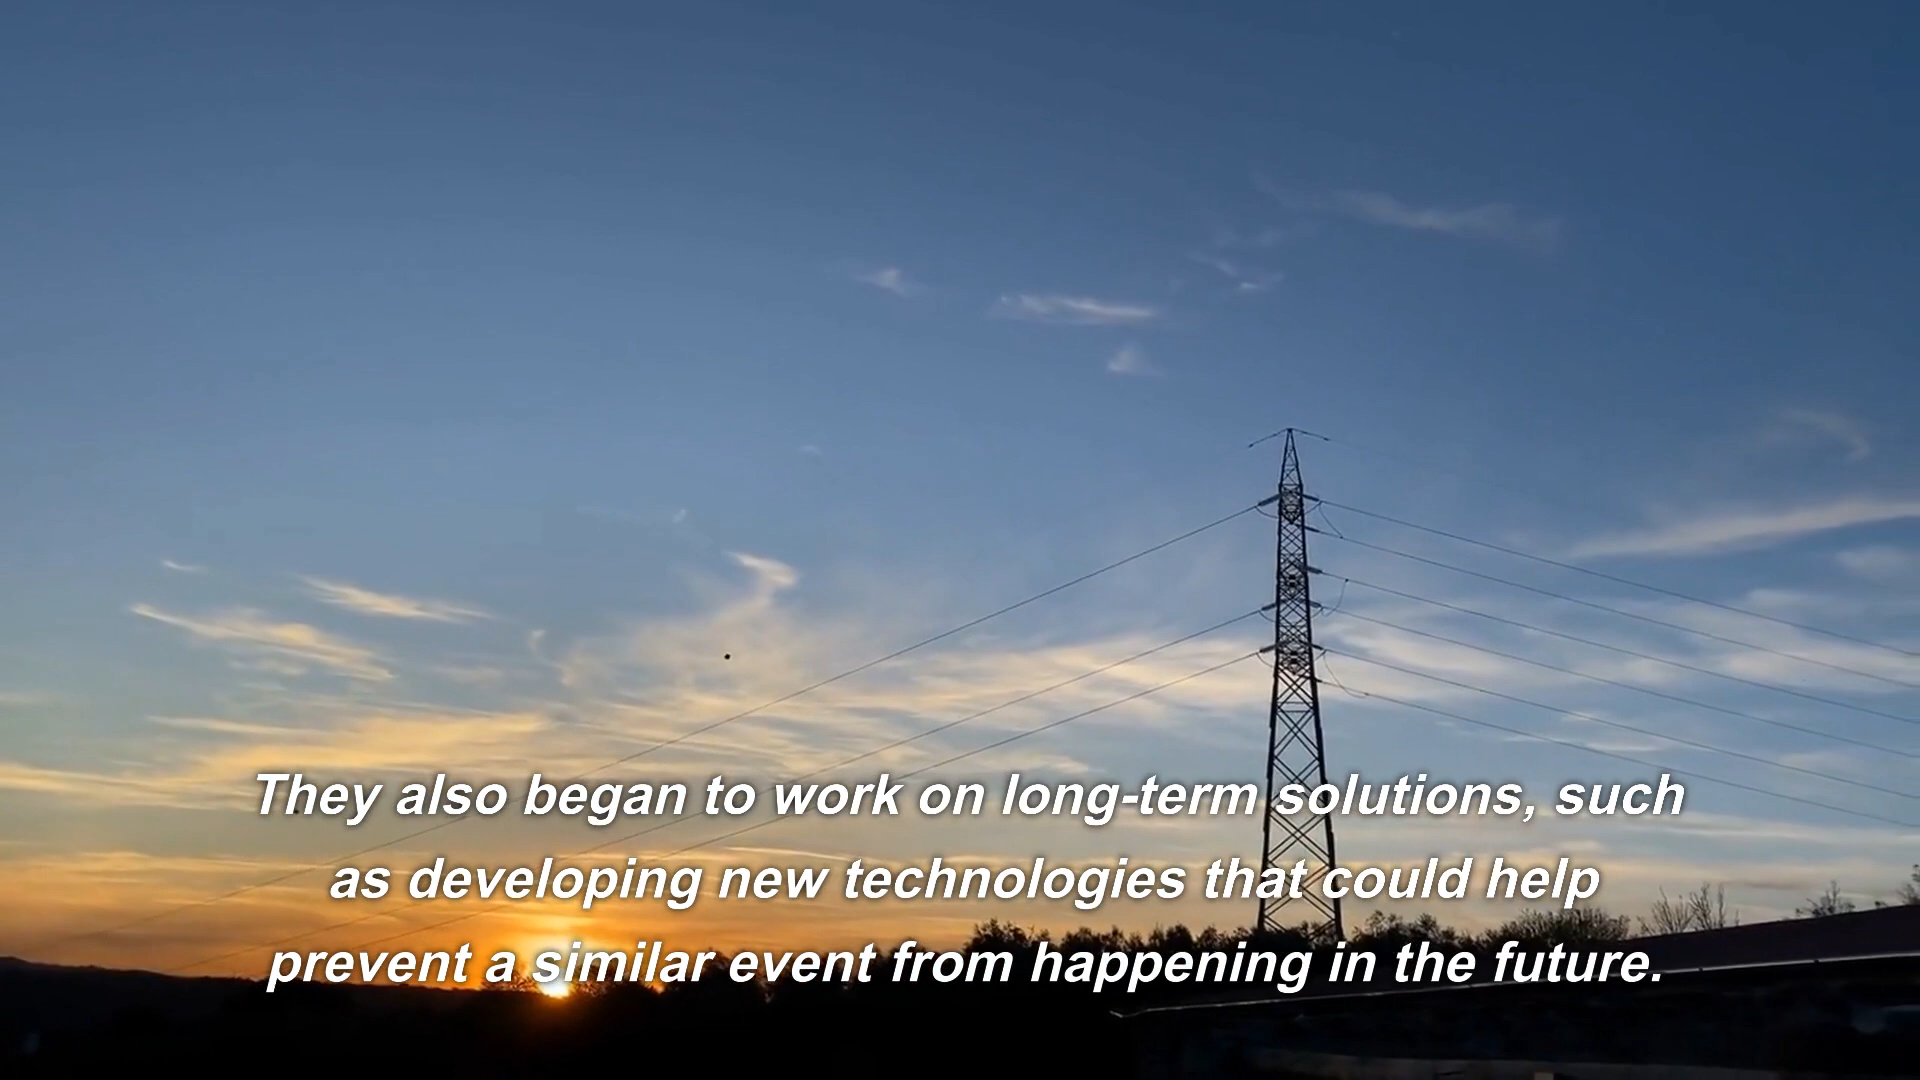 They also began to work on long-term solutions, such
as developing new technologies that could help
prevent a similar event from happening in the future.